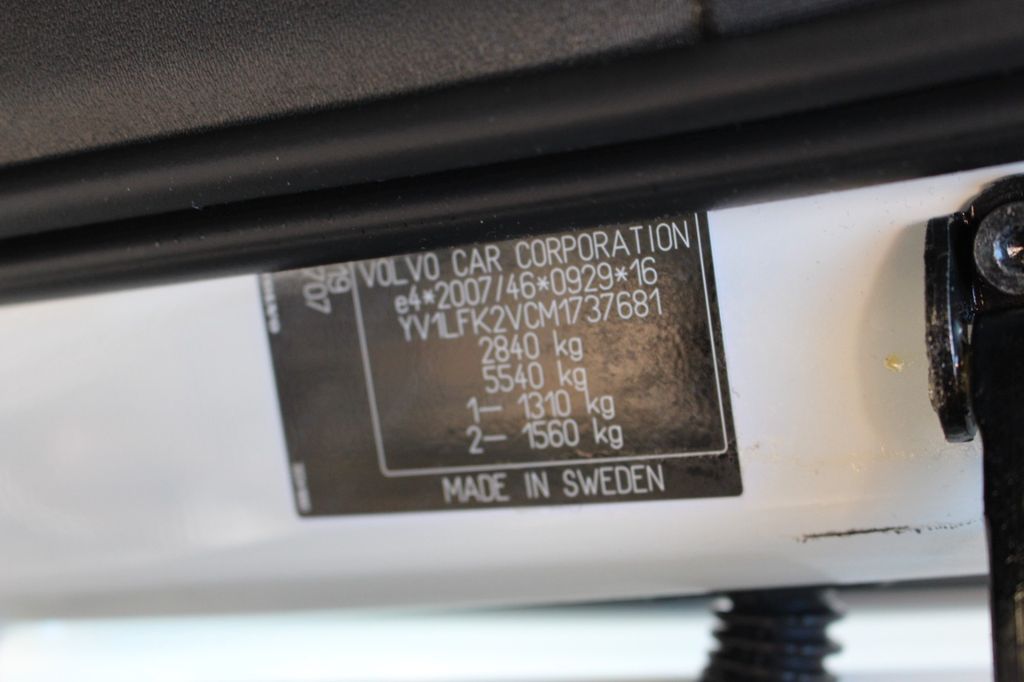 VOLVO CAR CORPORATION
e4*2007/46*0929*16
YV1LFK2VCM1737681
2840 kg
5540 kg
1- 1310 kg
2- 1560 kg
MADE IN SWEDEN
707